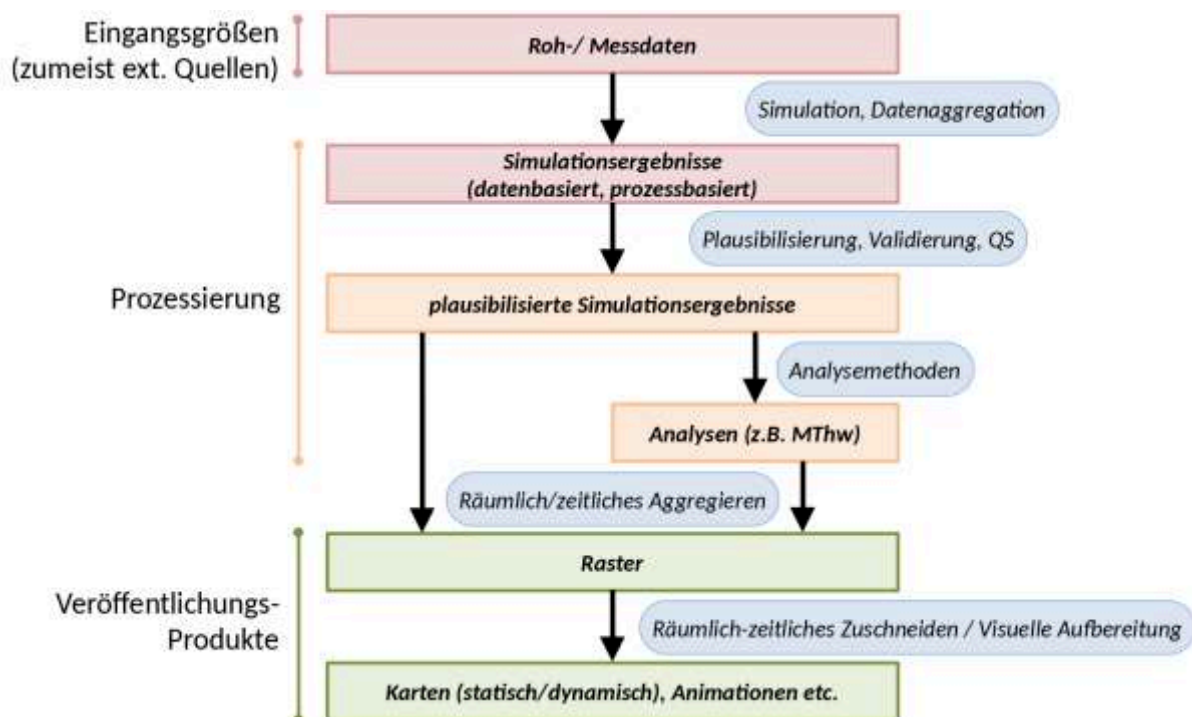 Eingangsgrößen
(zumeist ext. Quellen)
Roh-/ Messdaten
Simulation, Datenaggregation
Simulationsergebnisse
(datenbasiert, prozessbasiert)
Plausibilisierung, Validierung, QS
Prozessierung
plausibilisierte Simulationsergebnisse
Analysemethoden
Analysen (z.B. MThw)
Räumlich/zeitliches Aggregieren
Raster
Veröffentlichungs-
Produkte
Räumlich-zeitliches Zuschneiden / Visuelle Aufbereitung
Karten (statisch/dynamisch), Animationen etc.